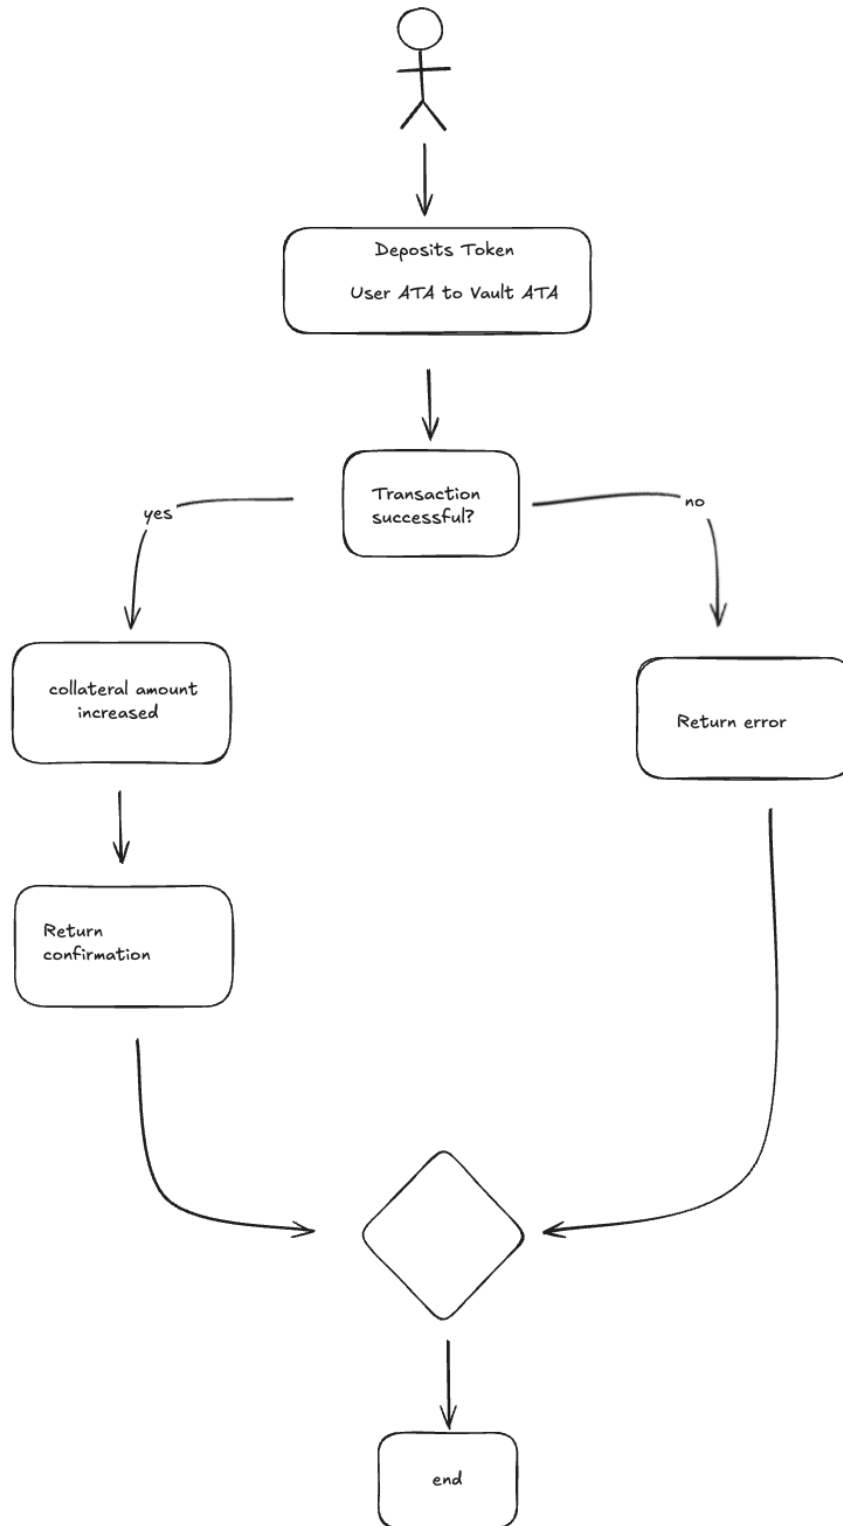 Deposits Token
User ATA to Vault ATA
Transaction
successful?
yes
no
collateral amount
increased
Return error
Return
confirmation
end